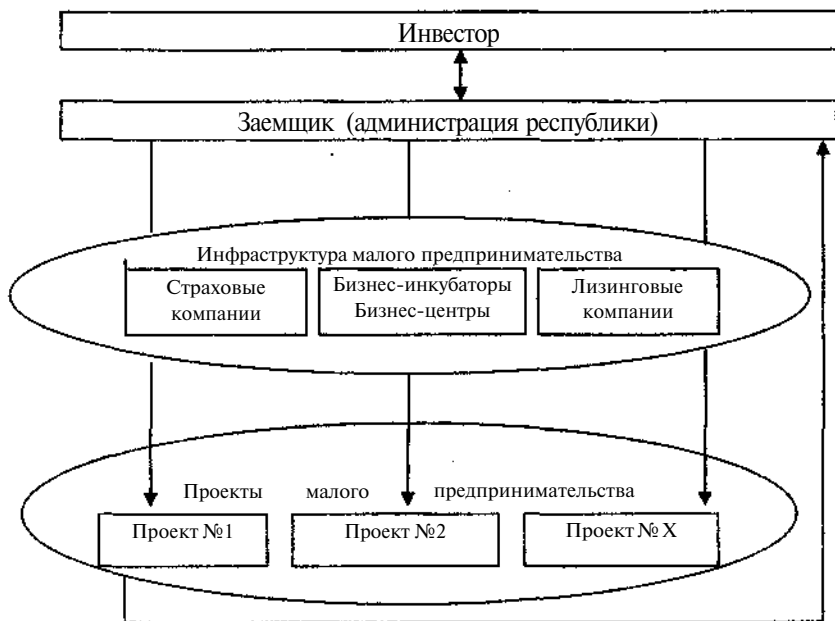 Инвестор
Заемщик (администрация республики)
Инфраструктура малого предпринимательства
Страховые
компании
Бизнес-инкубаторы
Бизнес-центры
Лизинговые
компании
Проекты малого предпринимательства
Проект №1
Проект №2
Проект № X